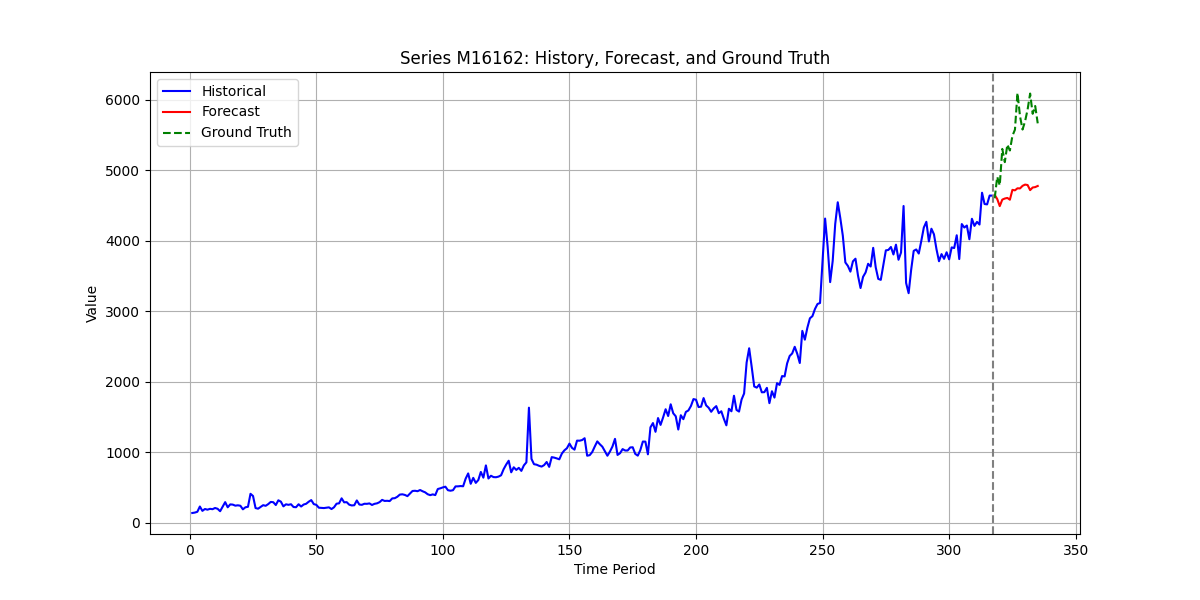 Series M16162: History, Forecast, and Ground Truth
Historical
Forecast
Ground Truth
6000
5000
4000
3000
2000
1000
0
Value
0 50 100 150 200 250 300 350
Time Period